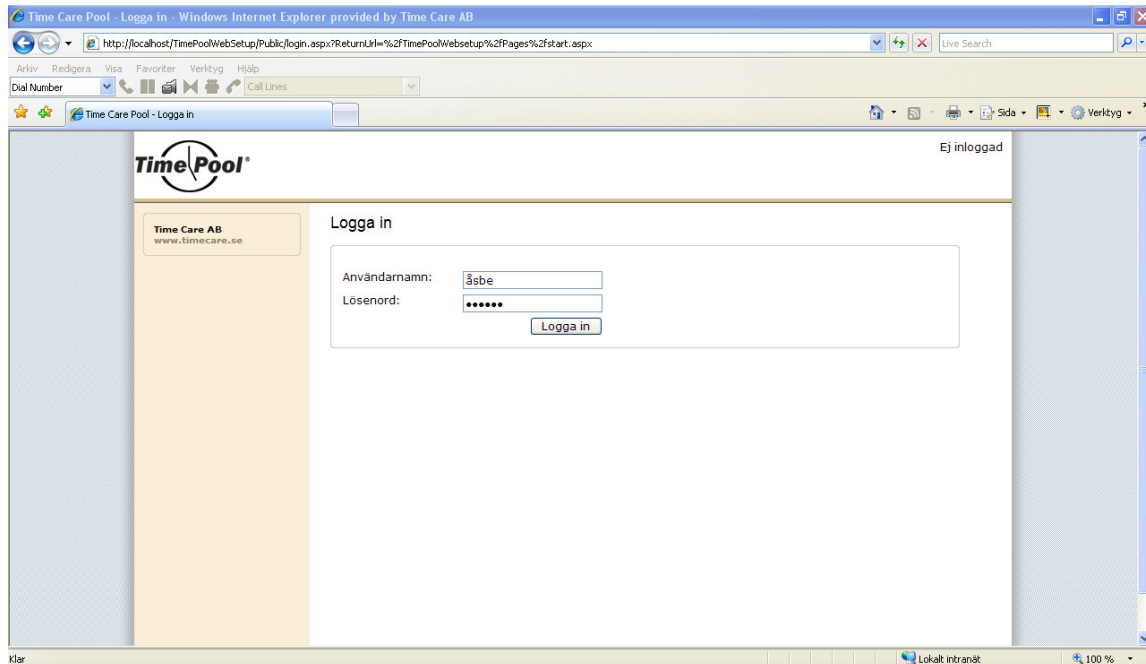 Time Care Pool - Logga in - Windows Internet Explorer provided by Time Care AB
http://localhost/TimePoolWebSetup/Public/login.aspx?ReturnUrl=%2fTimePoolWebsetup%2fPages%2fstart.aspx
Live Search
Arkiv Redigera Visa Favoriter Verktyg Hjälp
Dial Number Call Lines
Time Care Pool - Logga in Sida Verktyg
Time Pool® Ej inloggad
Time Care AB
www.timecare.se
Logga in
Användarnamn: åsbe
Lösenord: ••••••
Logga in
Klar Lokalt intranät 100 %